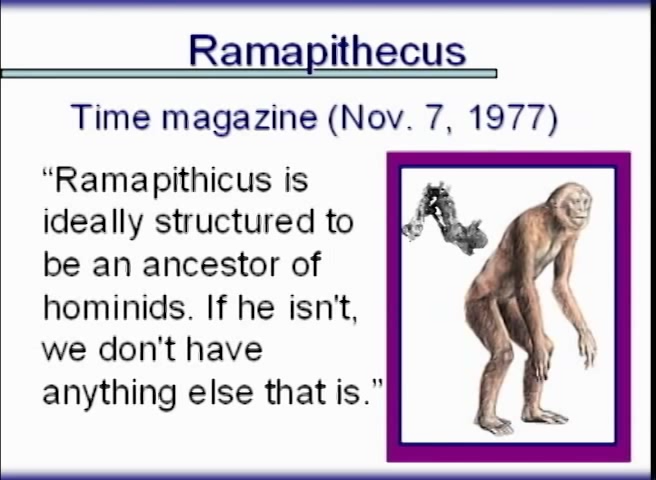 Ramapithecus
Time magazine (Nov. 7, 1977)
“Ramapithicus is
ideally structured to
be an ancestor of
hominids. If he isn't,
we don't have
anything else that is.”